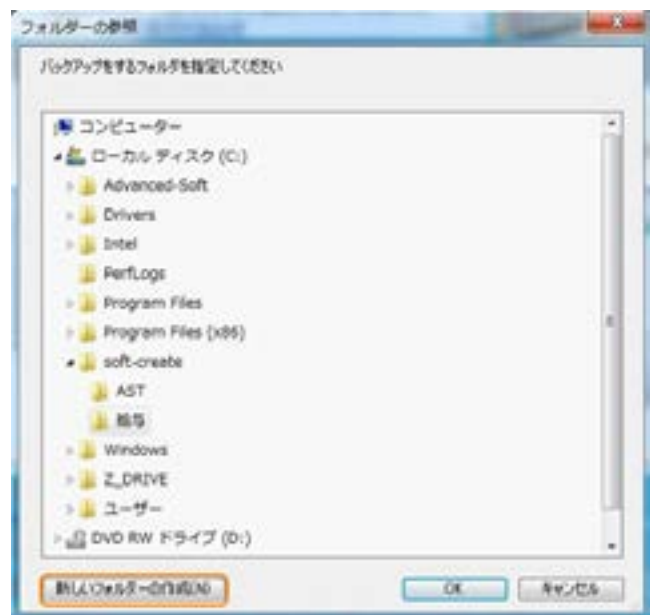 フォルダーの参照
バックアップをするフォルダを指定してください
コンピューター
ローカル ディスク (C:)
Advanced-Soft
Drivers
Intel
PerfLogs
Program Files
Program Files (x86)
soft-create
AST
給与
Windows
Z_DRIVE
ユーザー
DVD RW ドライブ (D:)
新しいフォルダーの作成(N)
OK
キャンセル